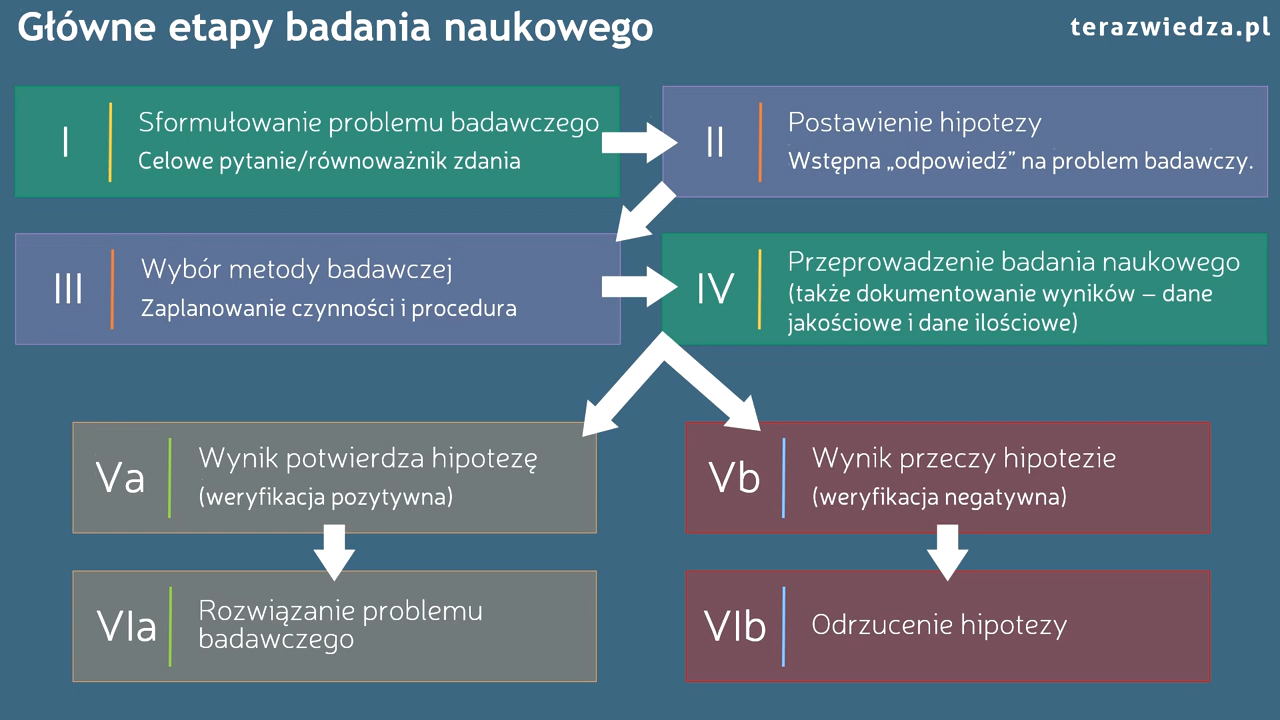 Główne etapy badania naukowego
terazwiedza.pl
I
Sformułowanie problemu badawczego
Celowe pytanie/równoważnik zdania
II
Postawienie hipotezy
Wstępna „odpowiedź” na problem badawczy.
III
Wybór metody badawczej
Zaplanowanie czynności i procedura
IV
Przeprowadzenie badania naukowego
(także dokumentowanie wyników – dane
jakościowe i dane ilościowe)
Va
Wynik potwierdza hipotezę
(weryfikacja pozytywna)
Vb
Wynik przeczy hipotezie
(weryfikacja negatywna)
VIa
Rozwiązanie problemu
badawczego
VIb
Odrzucenie hipotezy